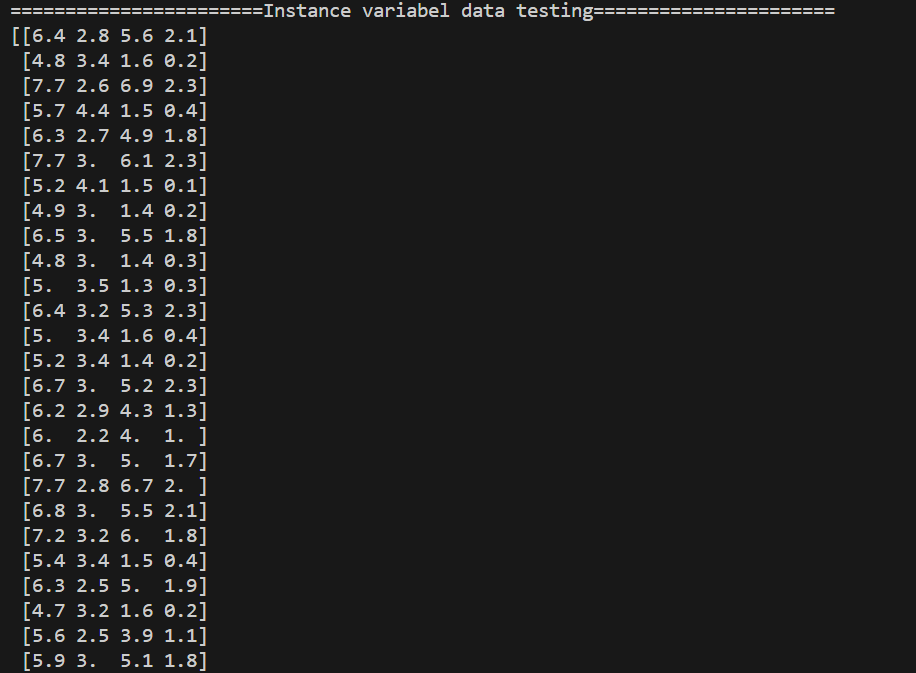 =======================Instance variabel data testing======================
[[6.4 2.8 5.6 2.1]
 [4.8 3.4 1.6 0.2]
 [7.7 2.6 6.9 2.3]
 [5.7 4.4 1.5 0.4]
 [6.3 2.7 4.9 1.8]
 [7.7 3.  6.1 2.3]
 [5.2 4.1 1.5 0.1]
 [4.9 3.  1.4 0.2]
 [6.5 3.  5.5 1.8]
 [4.8 3.  1.4 0.3]
 [5.  3.5 1.3 0.3]
 [6.4 3.2 5.3 2.3]
 [5.  3.4 1.6 0.4]
 [5.2 3.4 1.4 0.2]
 [6.7 3.  5.2 2.3]
 [6.2 2.9 4.3 1.3]
 [6.  2.2 4.  1. ]
 [6.7 3.  5.  1.7]
 [7.7 2.8 6.7 2. ]
 [6.8 3.  5.5 2.1]
 [7.2 3.2 6.  1.8]
 [5.4 3.4 1.5 0.4]
 [6.3 2.5 5.  1.9]
 [4.7 3.2 1.6 0.2]
 [5.6 2.5 3.9 1.1]
 [5.9 3.  5.1 1.8]